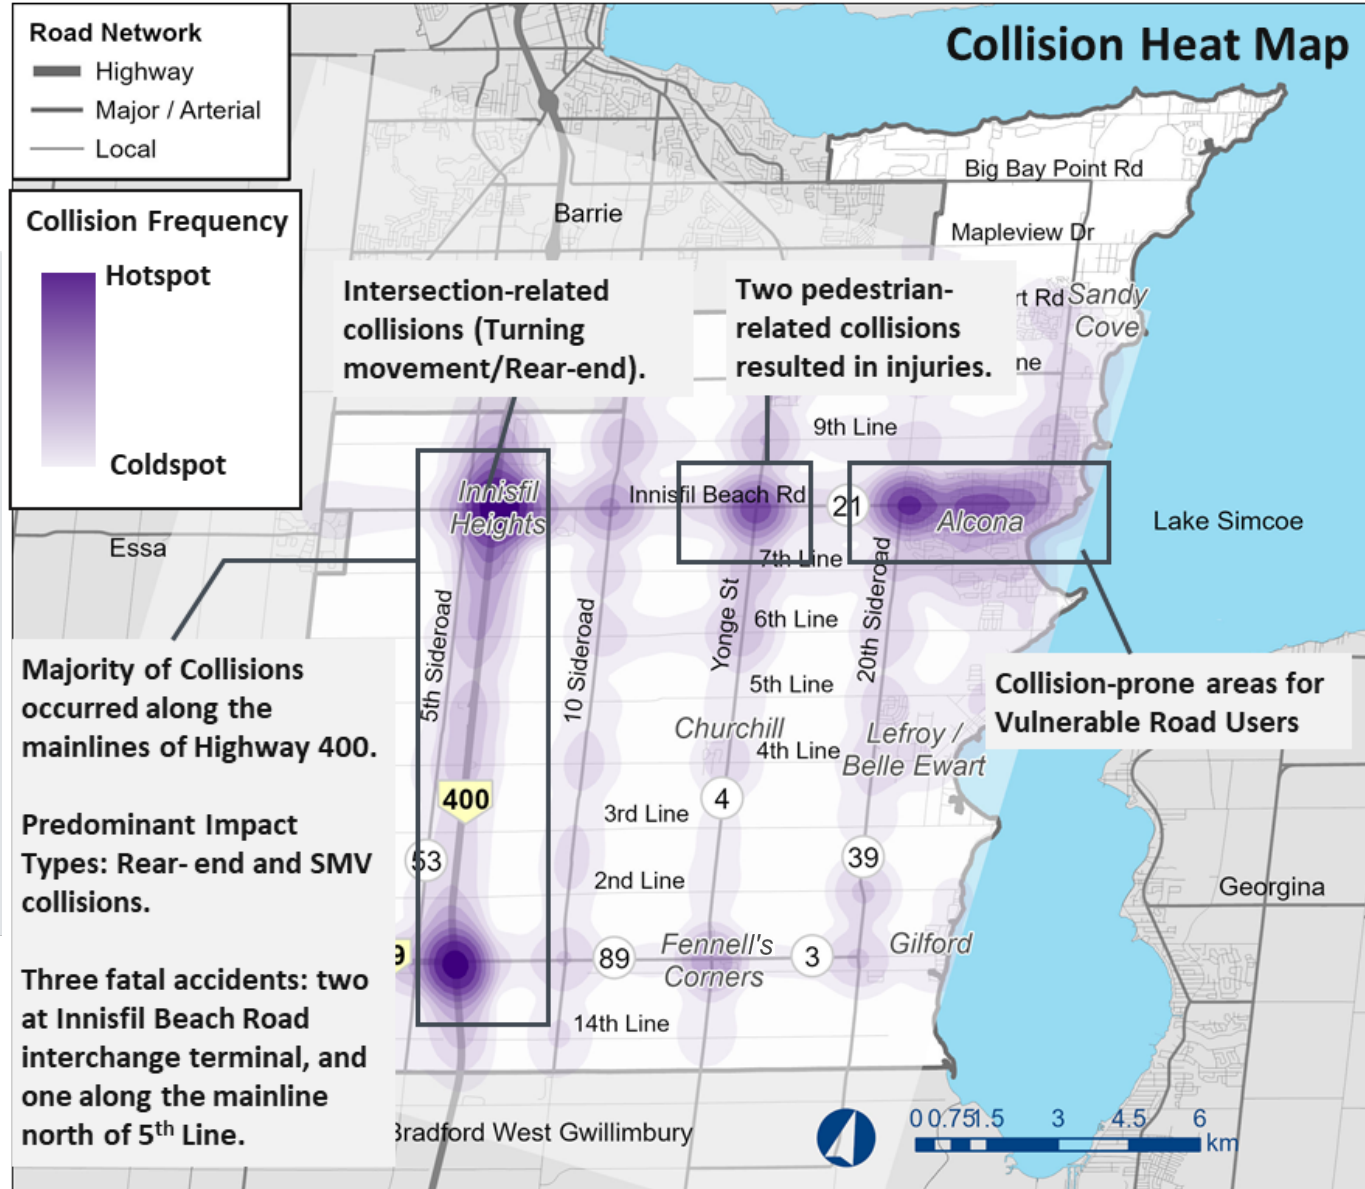 Collision Heat Map
Road Network
Highway
Major / Arterial
Local
Collision Frequency
Hotspot
Coldspot
Big Bay Point Rd
Barrie
Mapleview Dr
Intersection-related
collisions (Turning
movement/Rear-end).
Two pedestrian-
related collisions
resulted in injuries.
rt Rd
Sandy
Cove
ne
9th Line
Innisfil
Heights
Innisfil Beach Rd
21
Alcona
Lake Simcoe
Essa
7th Line
5th Sideroad
10 Sideroad
Yonge St
20th Sideroad
6th Line
5th Line
Majority of Collisions
occurred along the
mainlines of Highway 400.
Predominant Impact
Types: Rear- end and SMV
collisions.
Three fatal accidents: two
at Innisfil Beach Road
interchange terminal, and
one along the mainline
north of 5th Line.
Collision-prone areas for
Vulnerable Road Users
Churchill
4th Line
Lefroy /
Belle Ewart
400
4
3rd Line
53
39
2nd Line
Georgina
9
89
Fennell's
Corners
3
Gilford
14th Line
Bradford West Gwillimbury
0 0.75 1.5 3 4.5 6
km